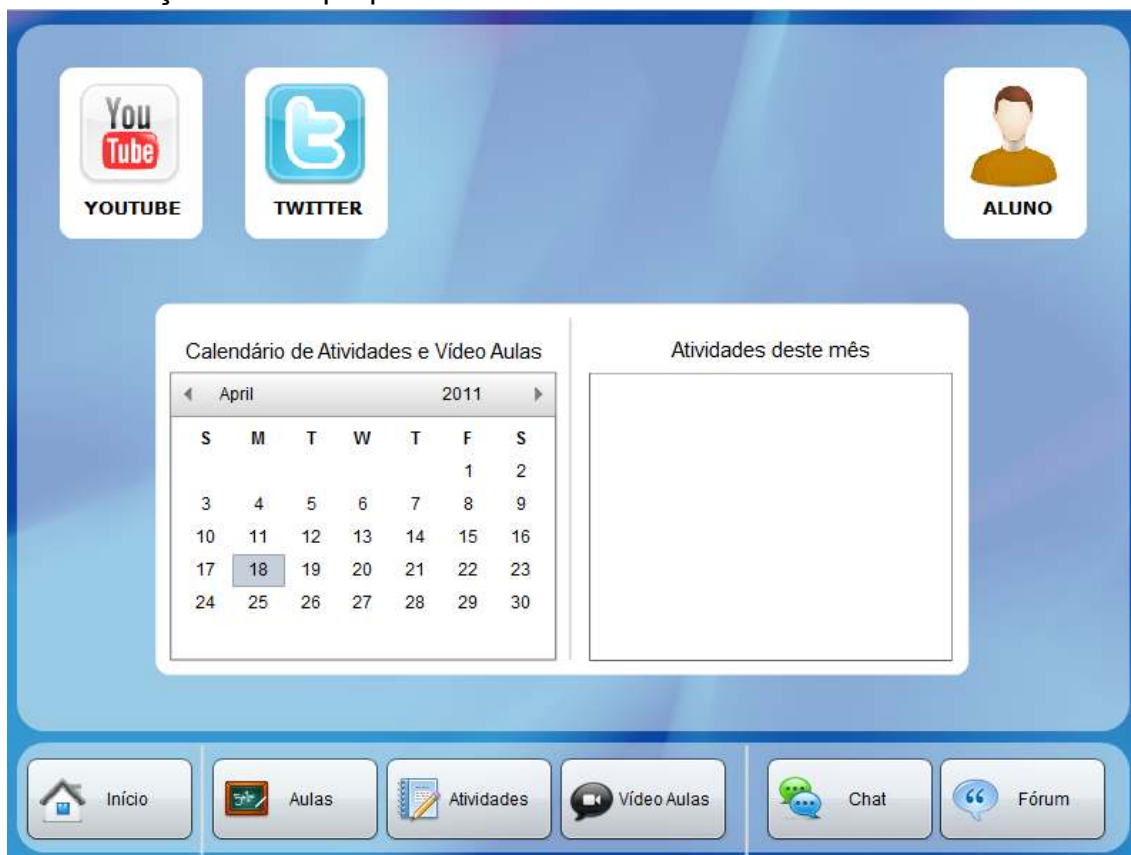 You
Tube
YOUTUBE
TWITTER
ALUNO
Calendário de Atividades e Vídeo Aulas
April 2011
S M T W T F S
1 2
3 4 5 6 7 8 9
10 11 12 13 14 15 16
17 18 19 20 21 22 23
24 25 26 27 28 29 30
Atividades deste mês
Início
Aulas
Atividades
Vídeo Aulas
Chat
Fórum